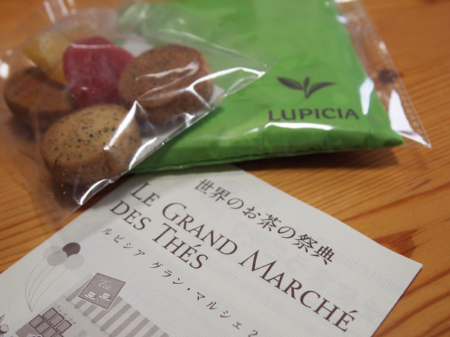 LUPICIA
世界のお茶の祭典
LE GRAND MARCHÉ
DES THÉS
ルピシア グラン・マルシェ?
Tea